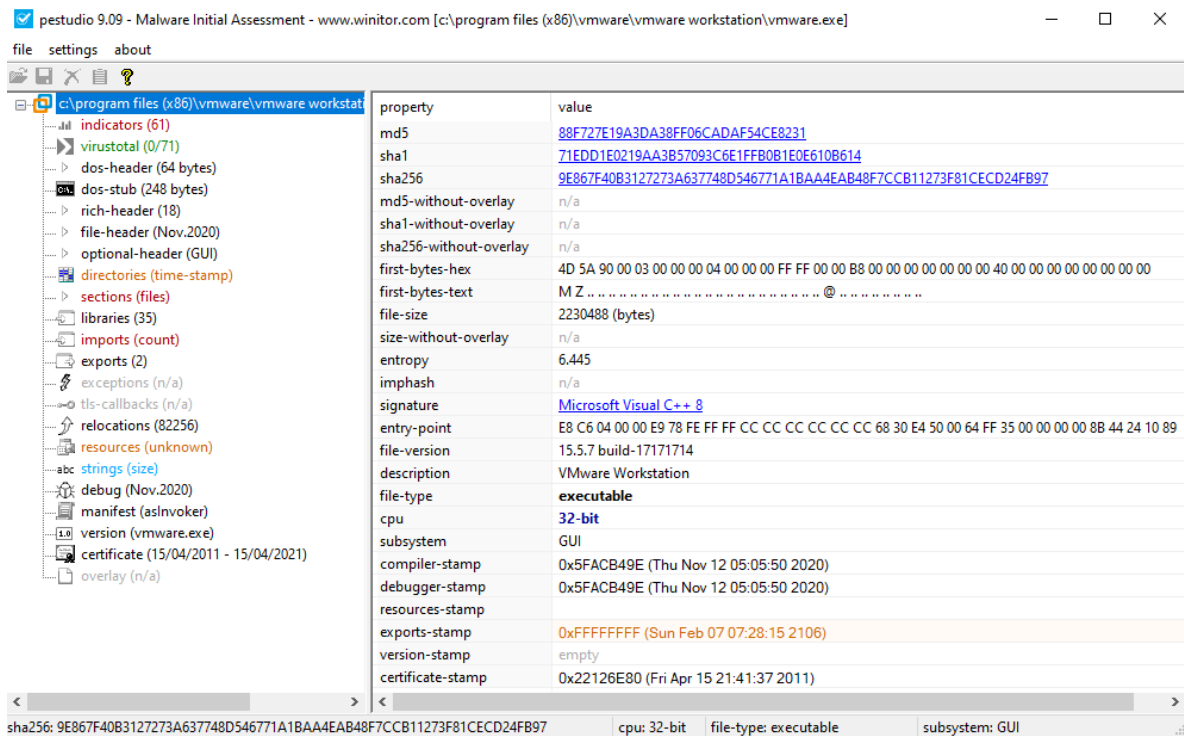 pestudio 9.09 - Malware Initial Assessment - www.winitor.com [c:\program files (x86)\vmware\vmware workstation\vmware.exe]
file settings about
c:\program files (x86)\vmware\vmware workstati
indicators (61)
virustotal (0/71)
dos-header (64 bytes)
dos-stub (248 bytes)
rich-header (18)
file-header (Nov.2020)
optional-header (GUI)
directories (time-stamp)
sections (files)
libraries (35)
imports (count)
exports (2)
exceptions (n/a)
tls-callbacks (n/a)
relocations (82256)
resources (unknown)
abc strings (size)
debug (Nov.2020)
manifest (asInvoker)
1.0 version (vmware.exe)
certificate (15/04/2011 - 15/04/2021)
overlay (n/a)
property value
md5 88F727E19A3DA38FF06CADAF54CE8231
sha1 71EDD1E0219AA3B57093C6E1FFB0B1E0E610B614
sha256 9E867F40B3127273A637748D546771A1BAA4EAB48F7CCB11273F81CECD24FB97
md5-without-overlay n/a
sha1-without-overlay n/a
sha256-without-overlay n/a
first-bytes-hex 4D 5A 90 00 03 00 00 00 04 00 00 00 FF FF 00 00 B8 00 00 00 00 00 00 00 40 00 00 00 00 00 00 00 00
first-bytes-text M Z .. .. .. .. .. .. .. .. .. .. .. .. .. .. .. .. .. .. .. .. .. .. @ .. .. .. .. .. .. .. ..
file-size 2230488 (bytes)
size-without-overlay n/a
entropy 6.445
imphash n/a
signature Microsoft Visual C++ 8
entry-point E8 C6 04 00 00 E9 78 FE FF FF CC CC CC CC CC CC 68 30 E4 50 00 64 FF 35 00 00 00 00 8B 44 24 10 89
file-version 15.5.7 build-17171714
description VMware Workstation
file-type executable
cpu 32-bit
subsystem GUI
compiler-stamp 0x5FACB49E (Thu Nov 12 05:05:50 2020)
debugger-stamp 0x5FACB49E (Thu Nov 12 05:05:50 2020)
resources-stamp
exports-stamp 0xFFFFFFFF (Sun Feb 07 07:28:15 2106)
version-stamp empty
certificate-stamp 0x22126E80 (Fri Apr 15 21:41:37 2011)
sha256: 9E867F40B3127273A637748D546771A1BAA4EAB48F7CCB11273F81CECD24FB97 cpu: 32-bit file-type: executable subsystem: GUI